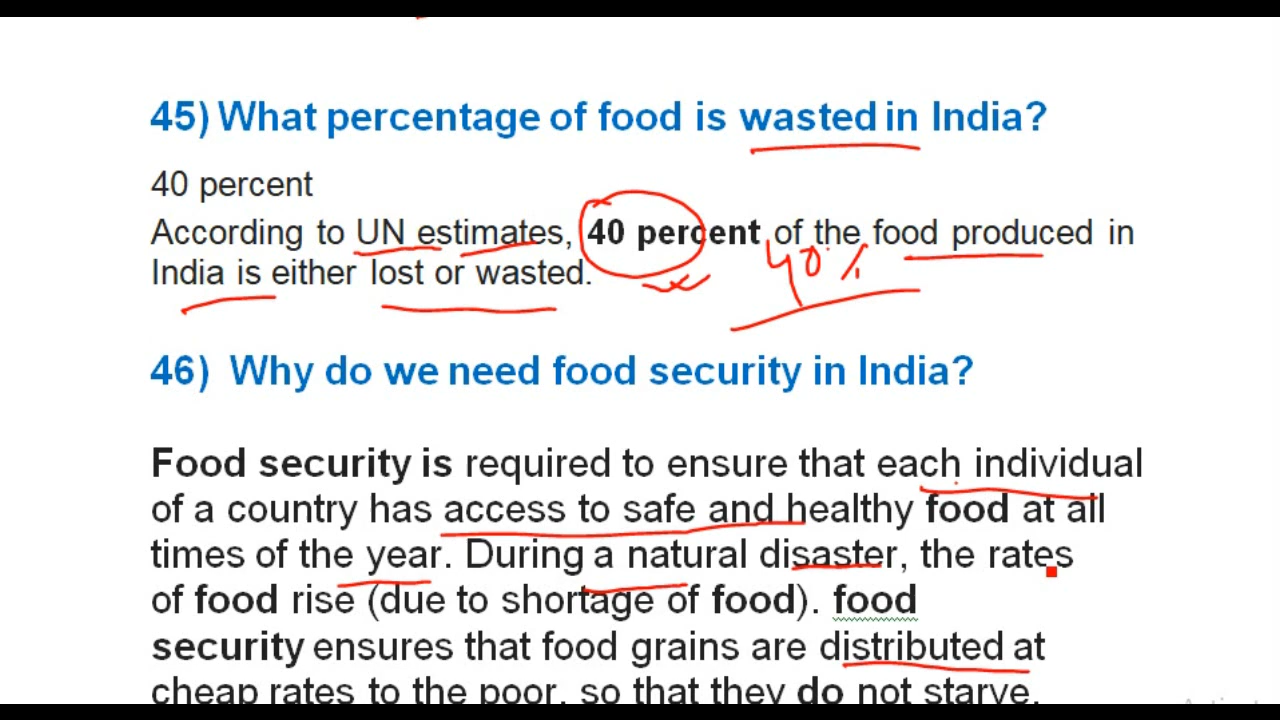 45) What percentage of food is wasted in India?
40 percent
According to UN estimates, 40 percent of the food produced in
India is either lost or wasted.
40%
46) Why do we need food security in India?
Food security is required to ensure that each individual
of a country has access to safe and healthy food at all
times of the year. During a natural disaster, the rates
of food rise (due to shortage of food). food
security ensures that food grains are distributed at
cheap rates to the poor, so that they do not starve.